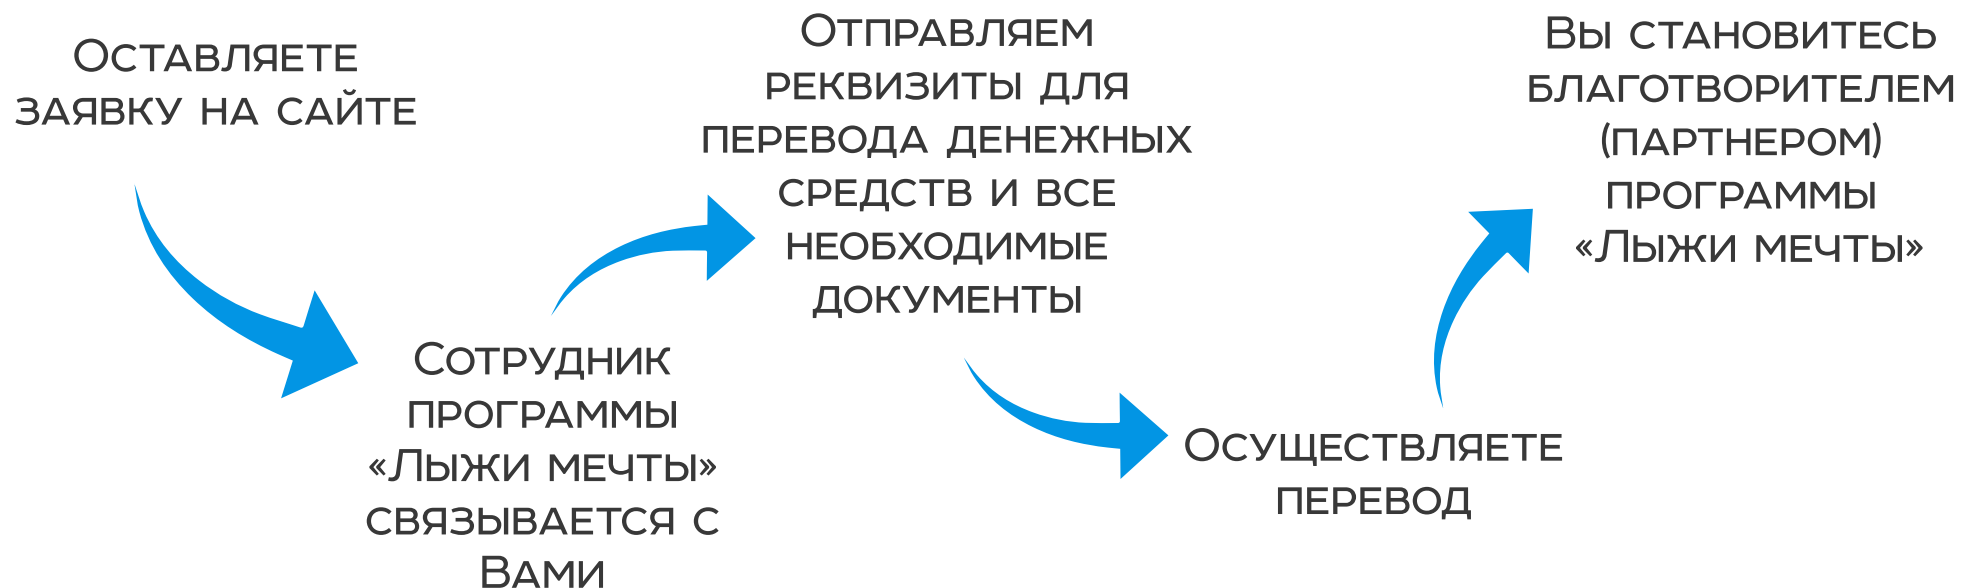 Оставляете
заявку на сайте
Сотрудник
программы
«Лыжи мечты»
связывается с
Вами
Отправляем
реквизиты для
перевода денежных
средств и все
необходимые
документы
Осуществляете
перевод
Вы становитесь
благотворителем
(партнером)
программы
«Лыжи мечты»